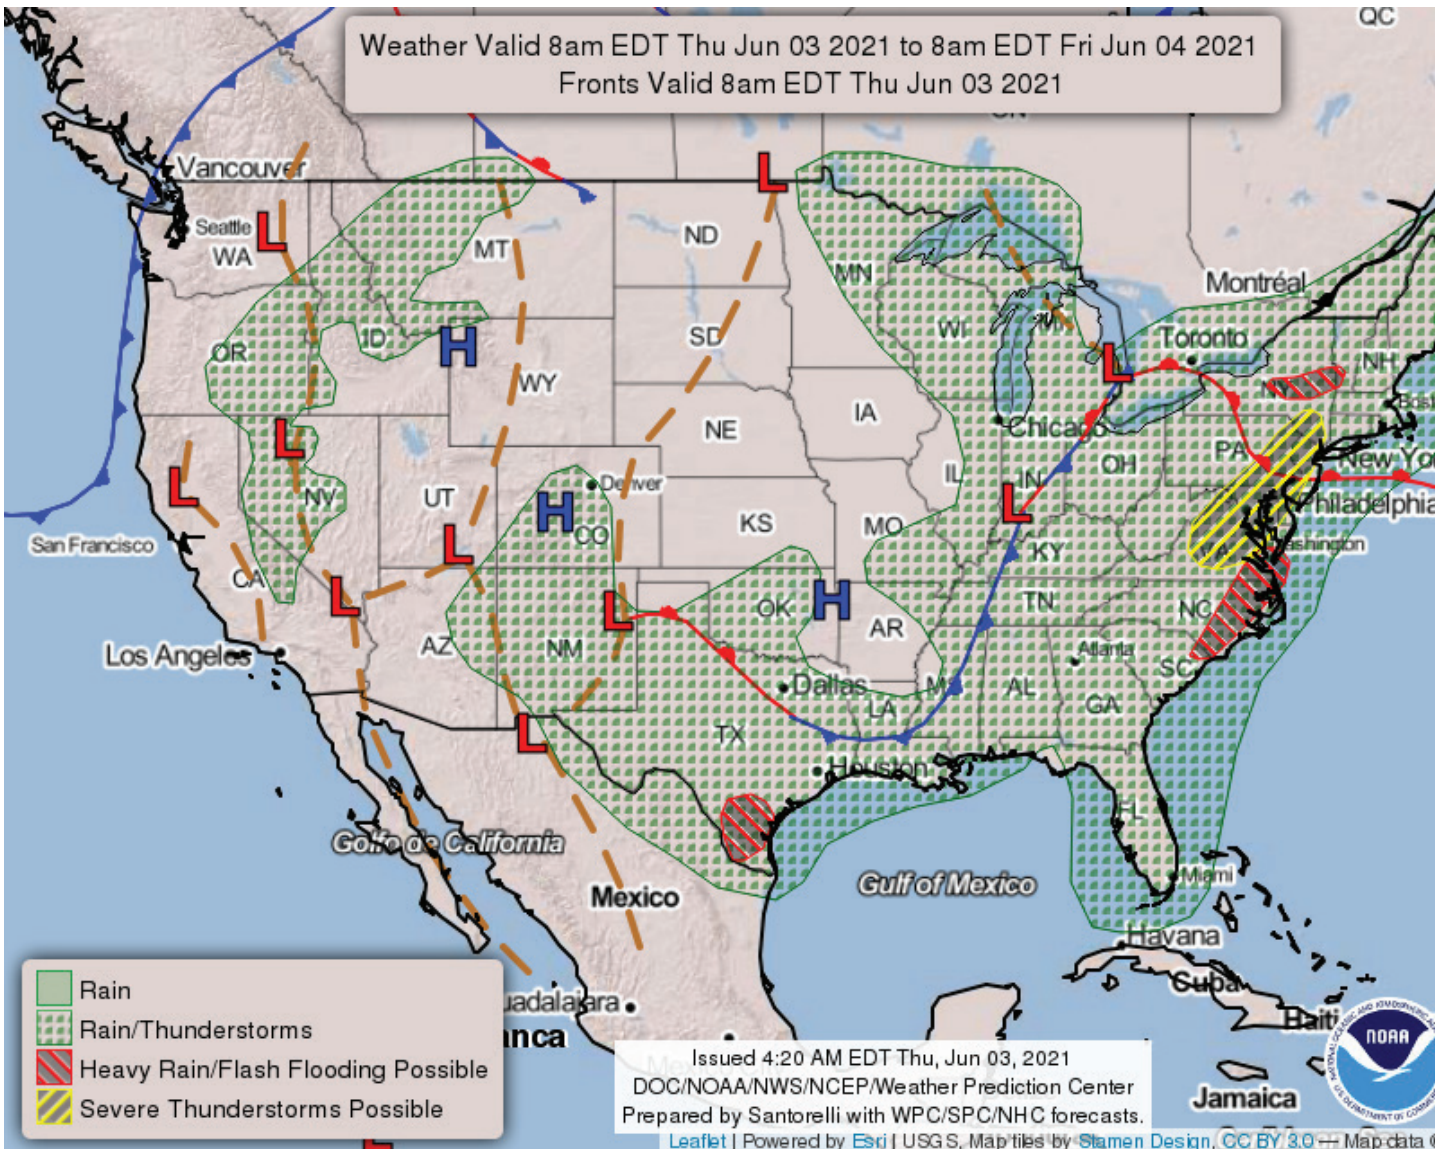 QC
Weather Valid 8am EDT Thu Jun 03 2021 to 8am EDT Fri Jun 04 2021
Fronts Valid 8am EDT Thu Jun 03 2021
Vancouver
L
L
Seattle
WA
MT
ND
MN
Montréal
OR
ID
H
SD
WI
Toronto
L
NH
WY
IA
NE
Chicago
L
Denver
IL
IN
OH
PA
New York
L
NV
UT
H
CO
KS
MO
L
Philadelphia
San Francisco
L
KY
Washington
CA
L
L
OK
H
AR
TN
NC
Los Angeles
AZ
NM
Atlanta
SC
Dallas
MS
AL
GA
LA
L
TX
Houston
FL
Golfo de California
Mexico
Gulf of Mexico
Miami
Havana
Cuba
Haiti
Jamaica
Rain
Rain/Thunderstorms
Heavy Rain/Flash Flooding Possible
Severe Thunderstorms Possible
Issued 4:20 AM EDT Thu, Jun 03, 2021
DOC/NOAA/NWS/NCEP/Weather Prediction Center
Prepared by Santorelli with WPC/SPC/NHC forecasts.
Leaflet | Powered by Esri | USGS, Map tiles by Stamen Design, CC BY 3.0 — Map data ©
NOAA